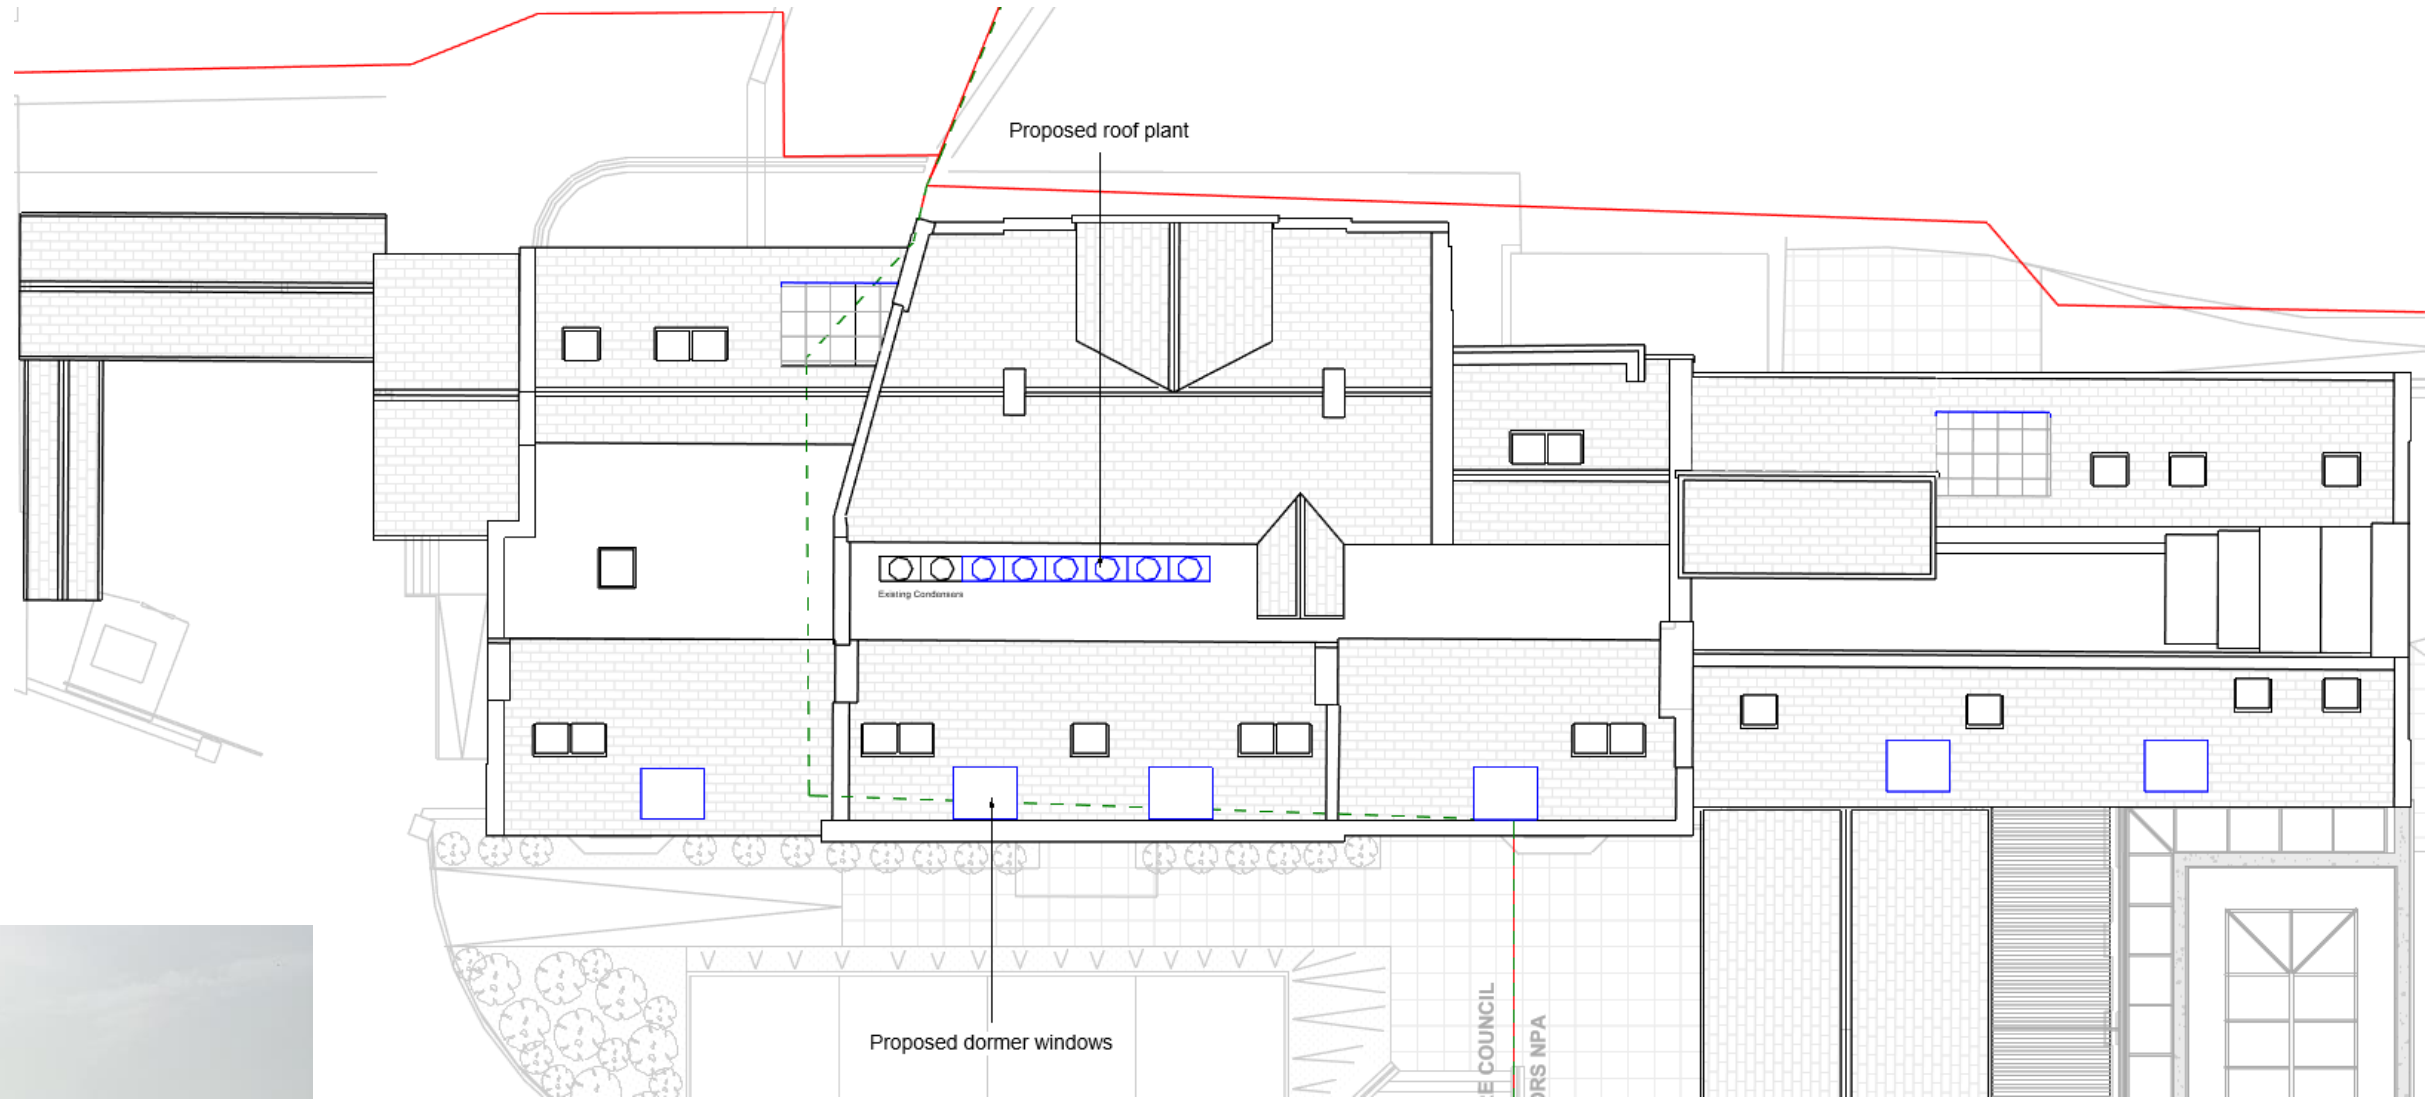 Proposed roof plant
Existing Condensers
Proposed dormer windows
E COUNCIL
ORS NPA